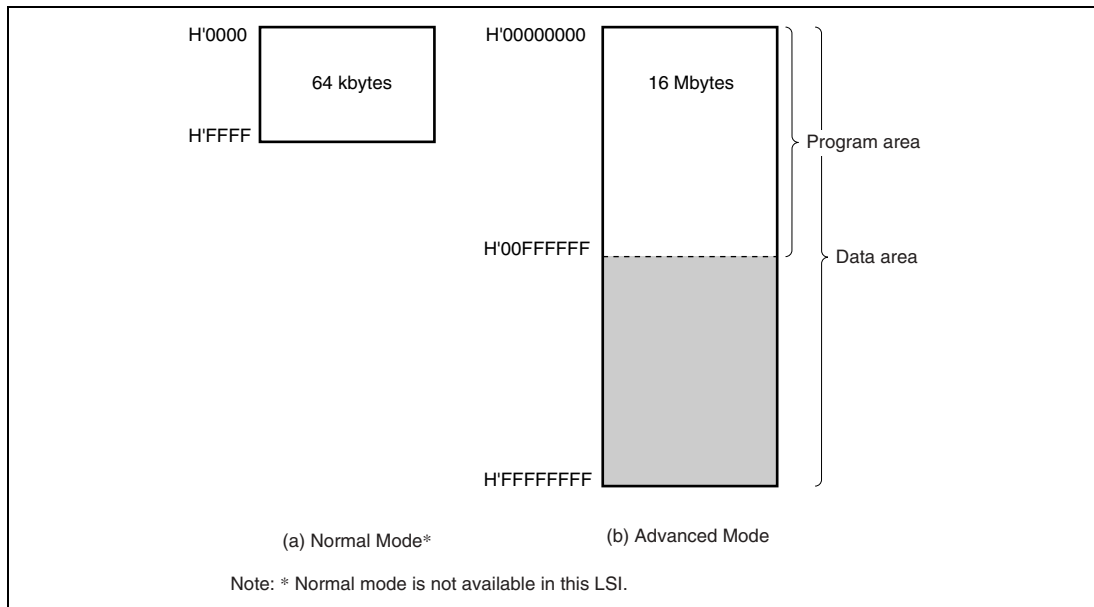 H'0000
64 kbytes
H'FFFF
H'00000000
16 Mbytes
Program area
H'00FFFFFF
Data area
H'FFFFFFFF
(a) Normal Mode*
(b) Advanced Mode
Note: * Normal mode is not available in this LSI.